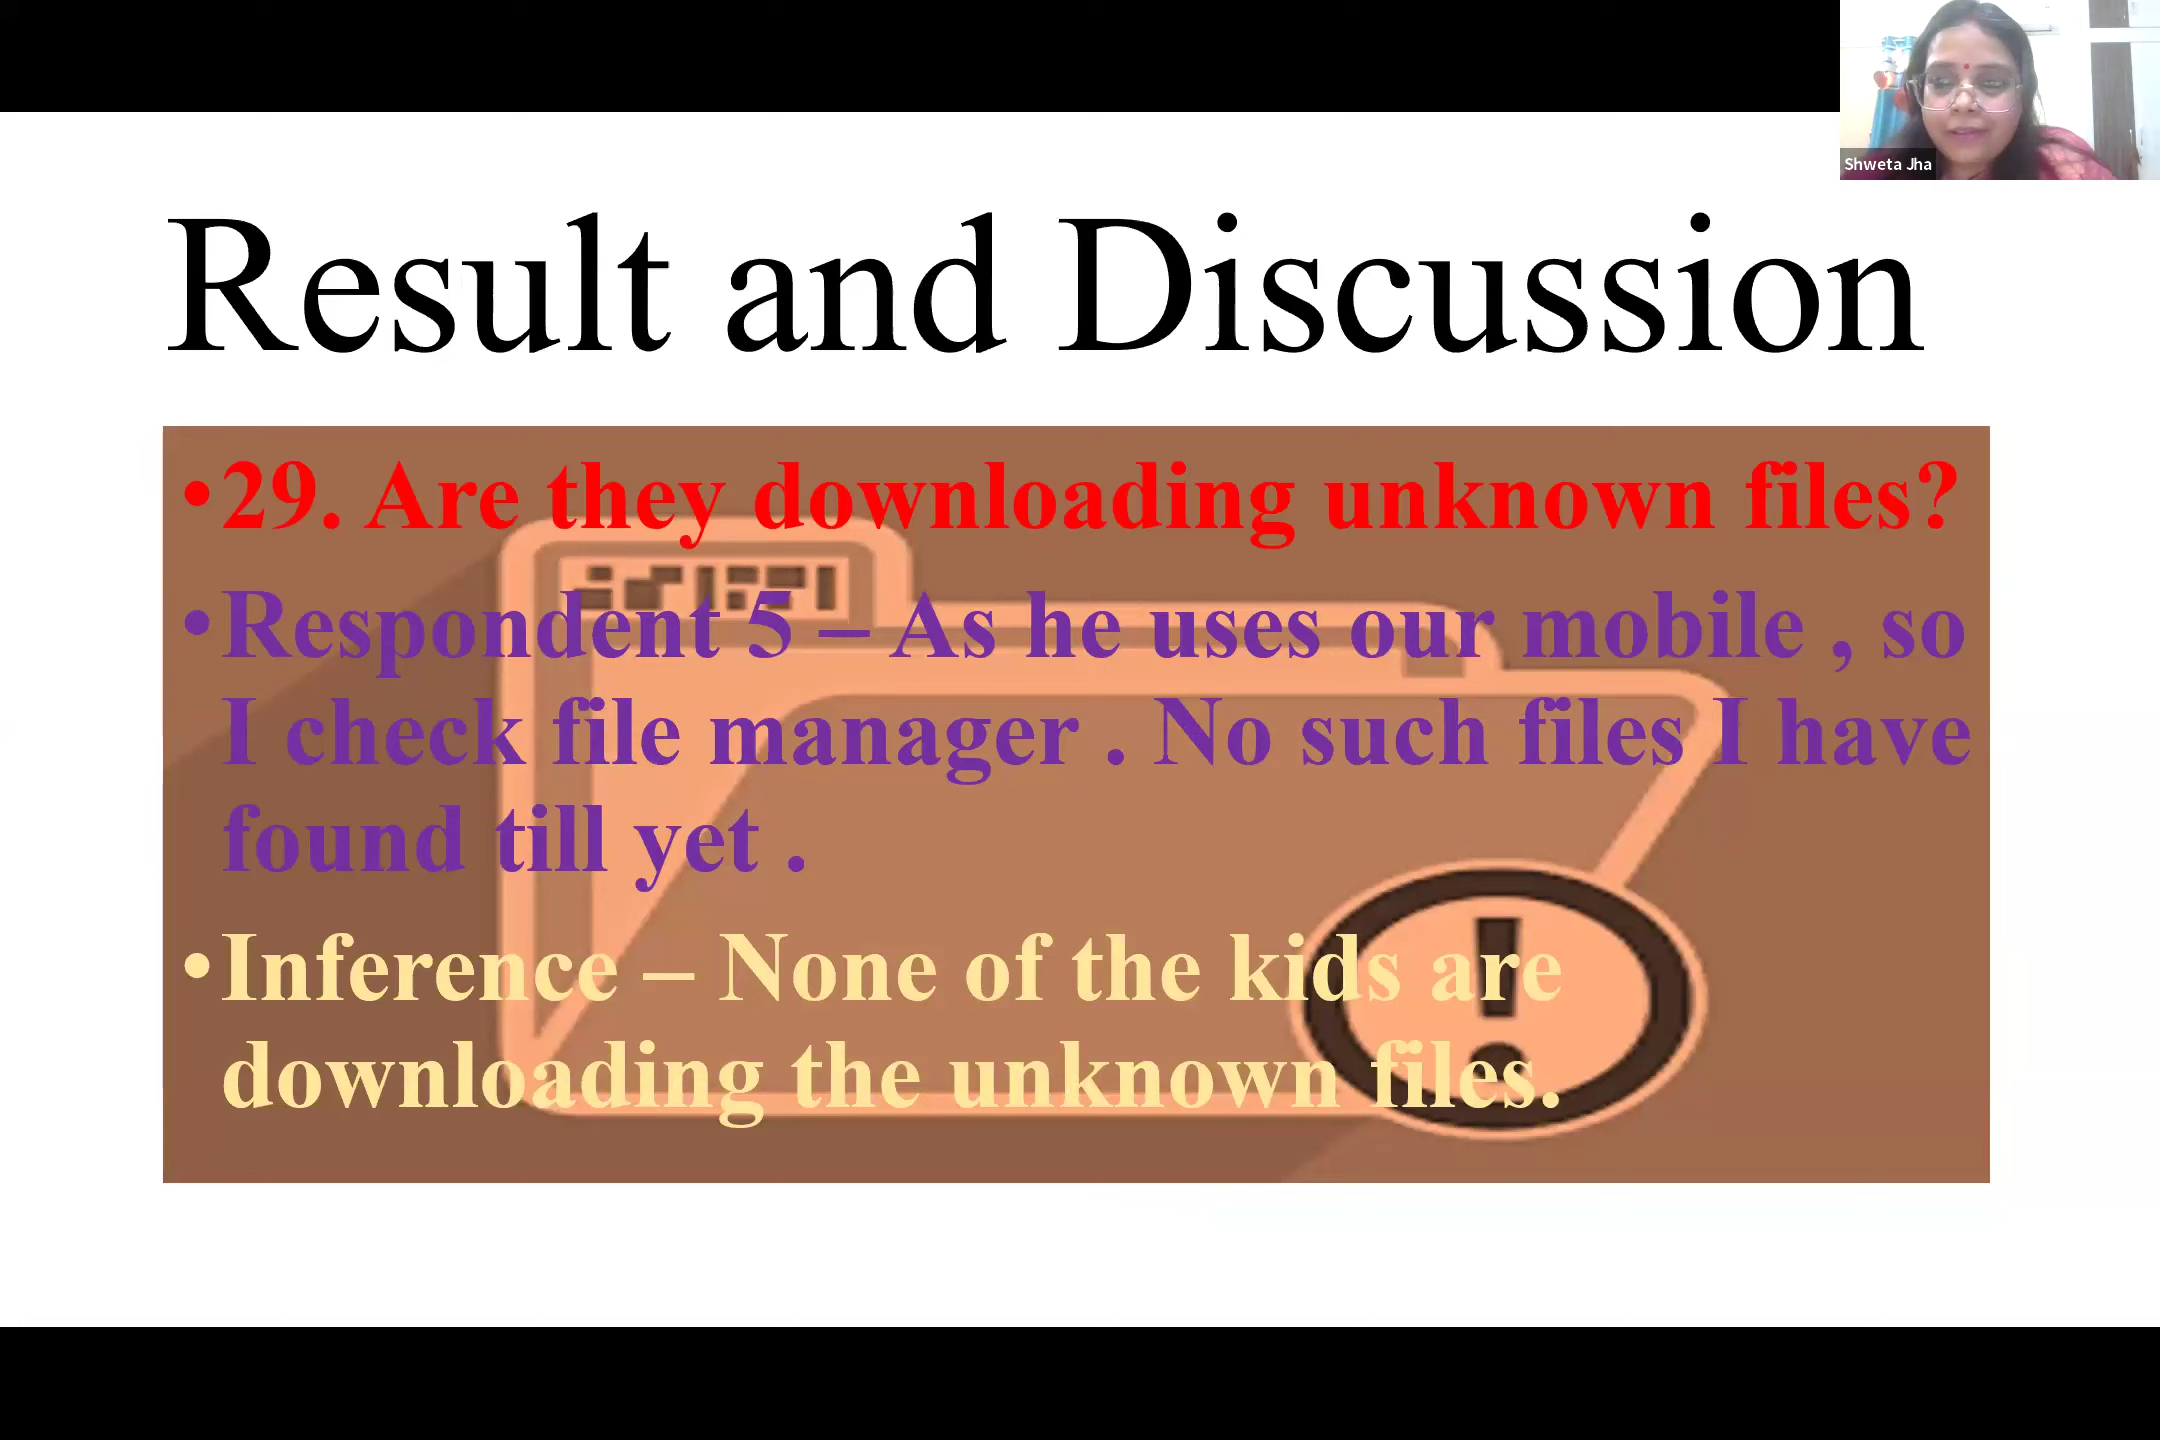 Shweta Jha
Result and Discussion
•29. Are they downloading unknown files?
•Respondent 5 – As he uses our mobile , so
I check file manager . No such files I have
found till yet .
•Inference – None of the kids are
downloading the unknown files.